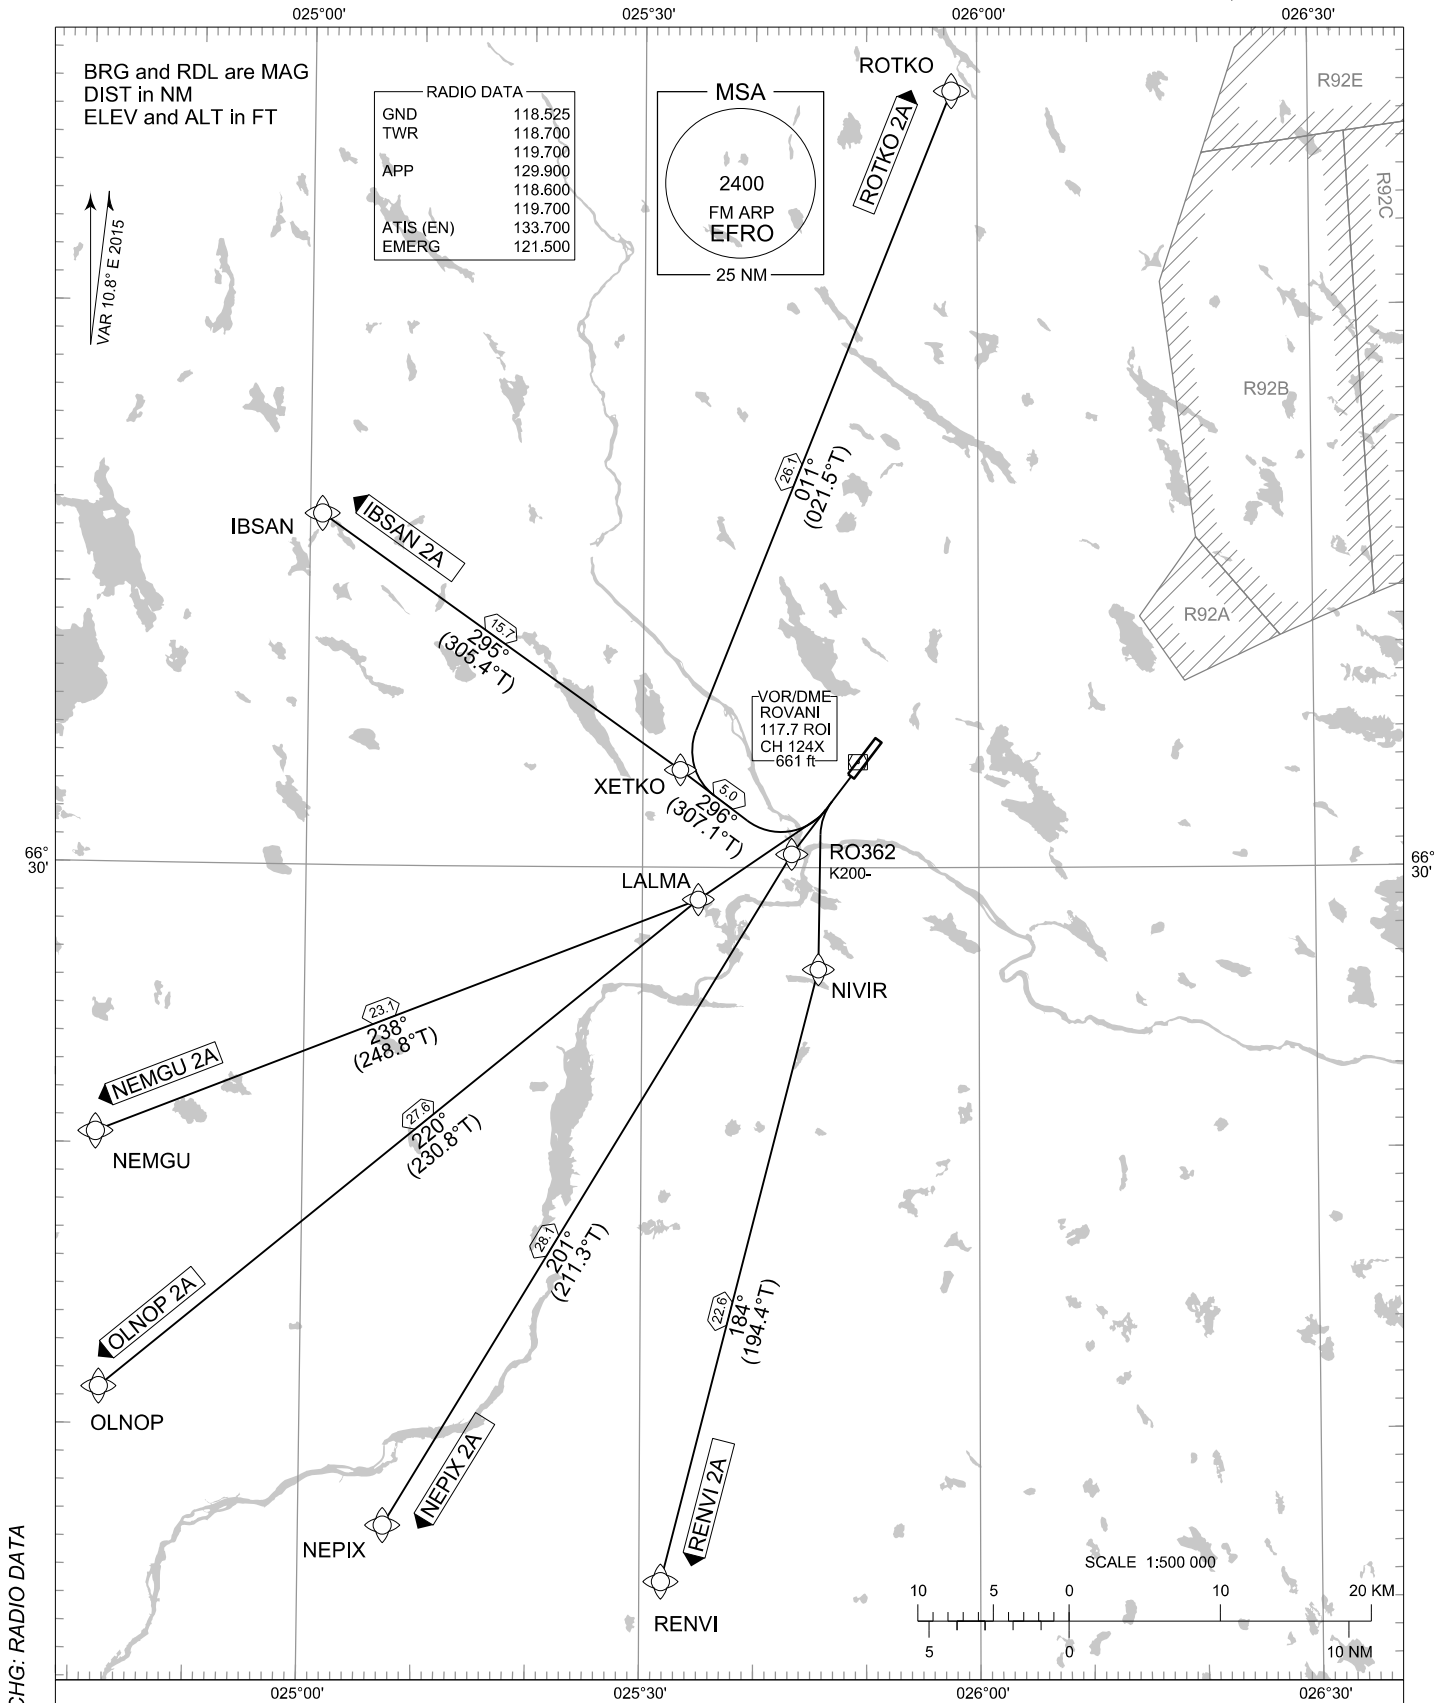 025°00'
025°30'
026°00'
026°30'
BRG and RDL are MAG
DIST in NM
ELEV and ALT in FT
VAR 10.8° E 2015
RADIO DATA
GND 118.525
TWR 118.700
119.700
APP 129.900
118.600
119.700
ATIS (EN) 133.700
EMERG 121.500
MSA
2400
FM ARP
EFRO
25 NM
ROTKO
ROTKO 2A
R92E
R92C
R92B
R92A
26.1
011°
(021.5°T)
IBSAN
IBSAN 2A
15.7
295°
(305.4°T)
VOR/DME
ROVANI
117.7 ROI
CH 124X
661 ft
XETKO
5.0
296°
(307.1°T)
66°
30'
66°
30'
RO362
K200-
LALMA
NIVIR
23.1
238°
(248.8°T)
NEMGU 2A
NEMGU
27.6
220°
(230.8°T)
OLNOP 2A
OLNOP
28.1
201°
(211.3°T)
22.6
184°
(194.4°T)
NEPIX 2A
NEPIX
RENVI 2A
RENVI
SCALE 1:500 000
10 5 0 10 20 KM
5 0 10 NM
CHG: RADIO DATA
025°00'
025°30'
026°00'
026°30'